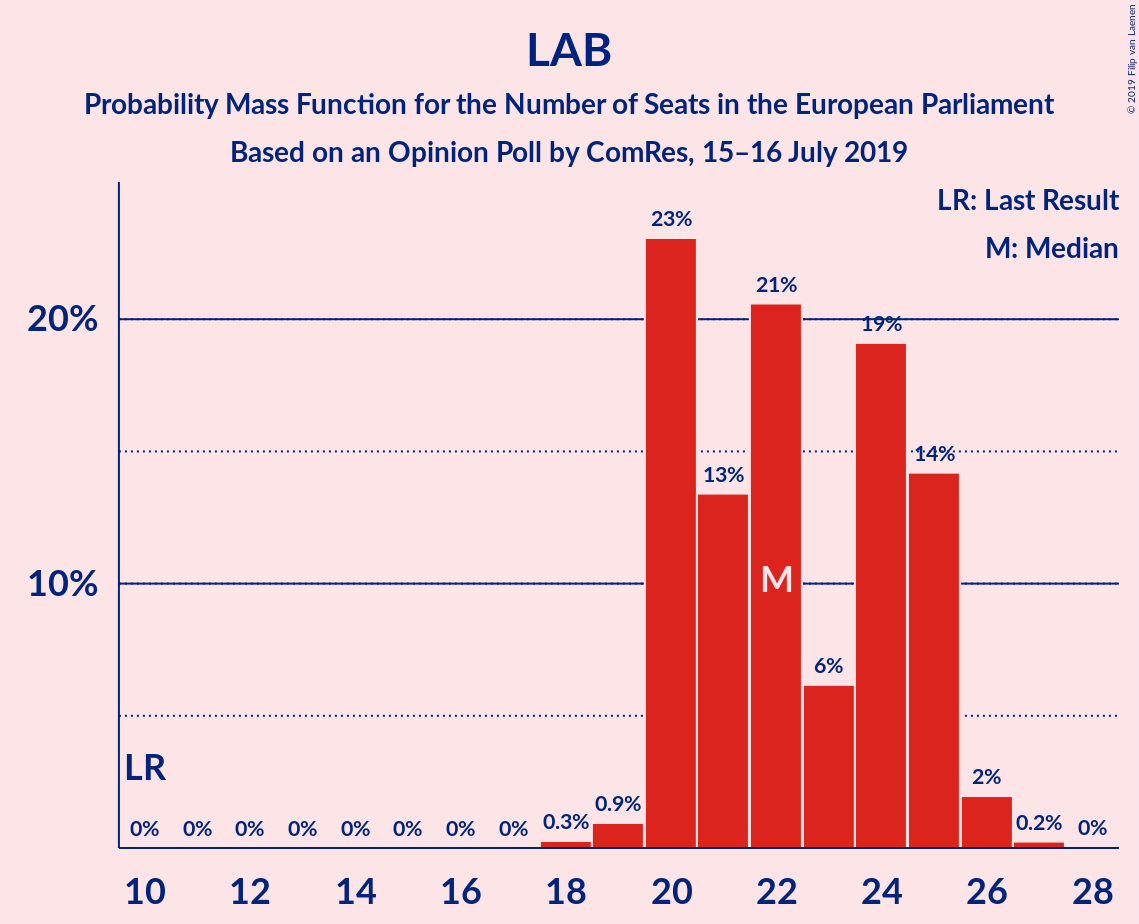 LAB
Probability Mass Function for the Number of Seats in the European Parliament
Based on an Opinion Poll by ComRes, 15–16 July 2019
© 2019 Filip van Laenen
LR: Last Result
M: Median
23%
21%
20%
19%
14%
13%
10%
M
6%
LR
2%
0% 0% 0% 0% 0% 0% 0% 0% 0.3% 0.9% 0.2% 0%
10 12 14 16 18 20 22 24 26 28